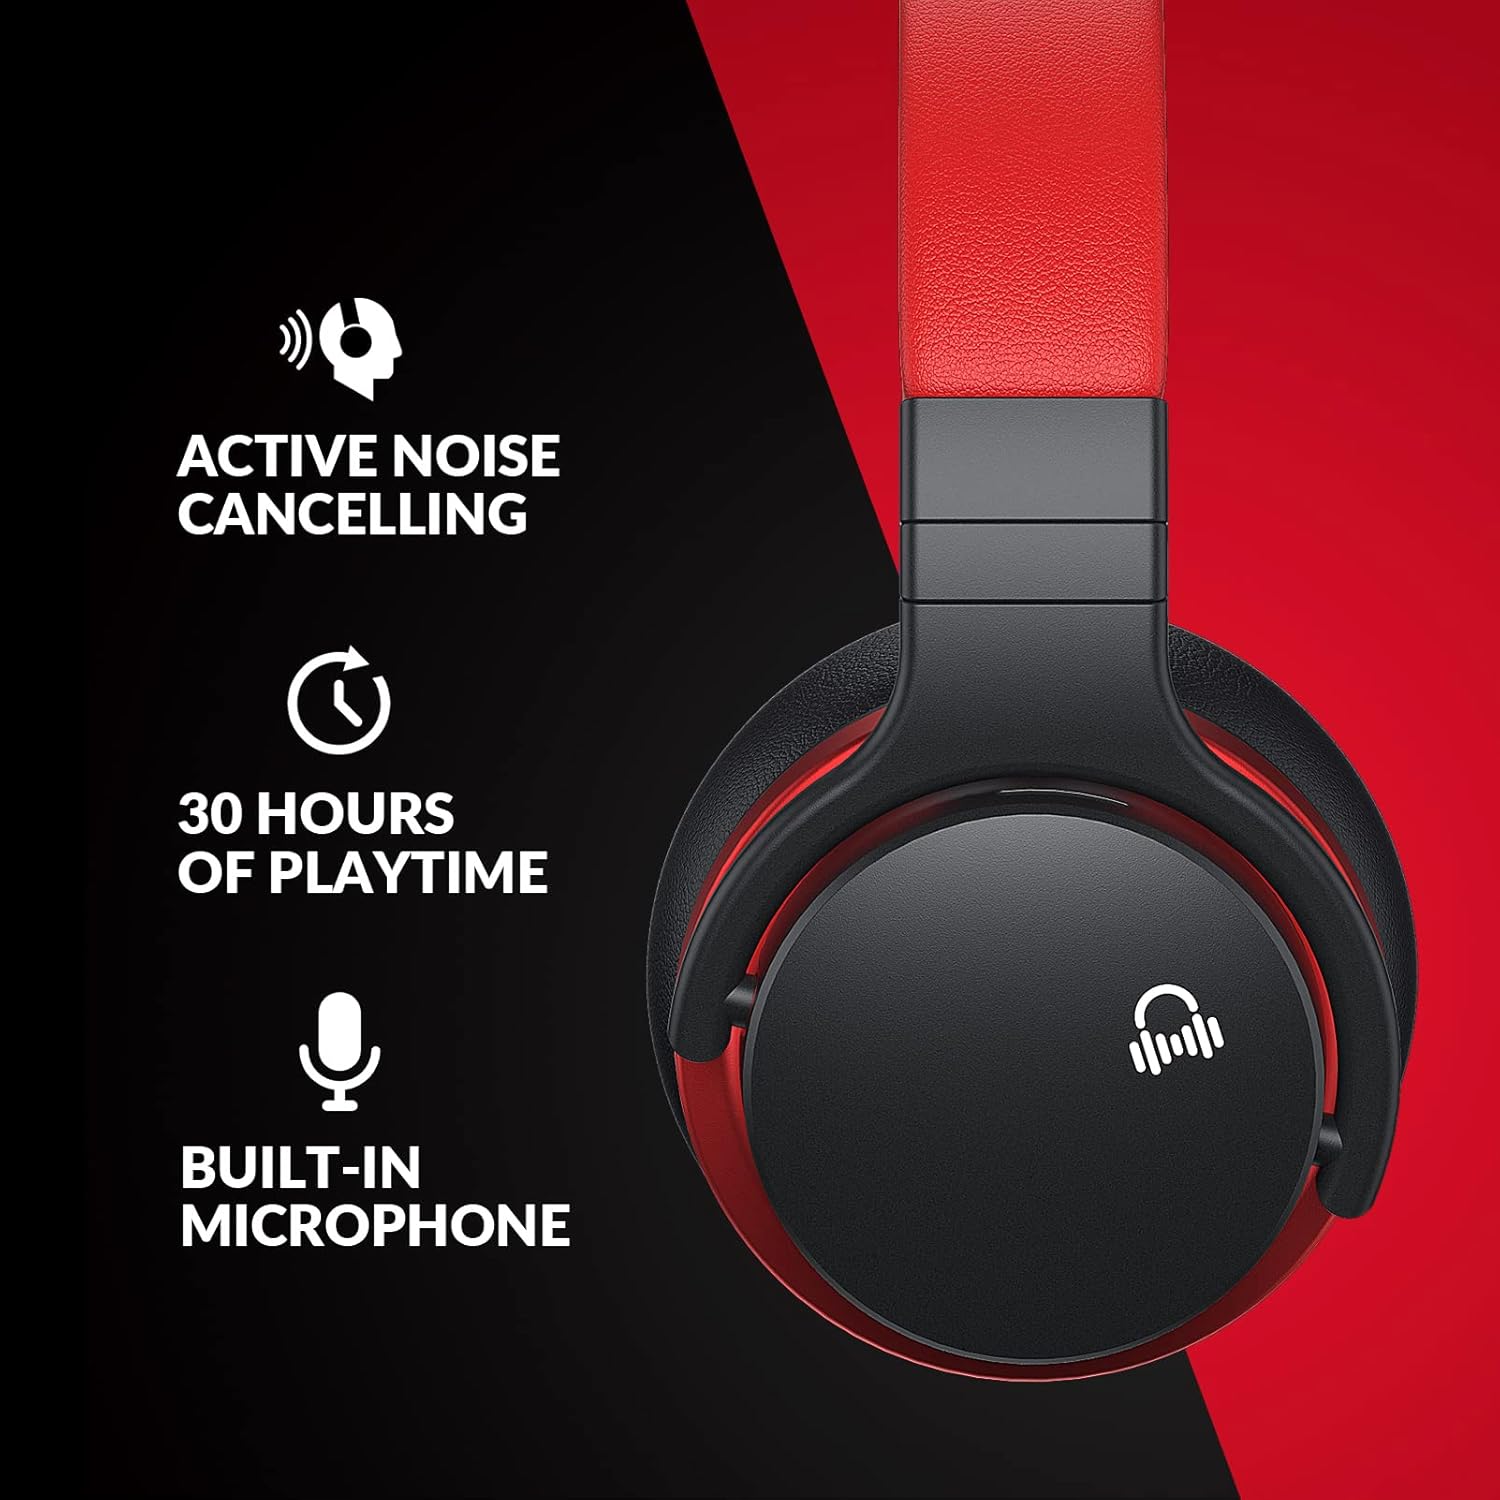 ACTIVE NOISE
CANCELLING
30 HOURS
OF PLAYTIME
BUILT-IN
MICROPHONE